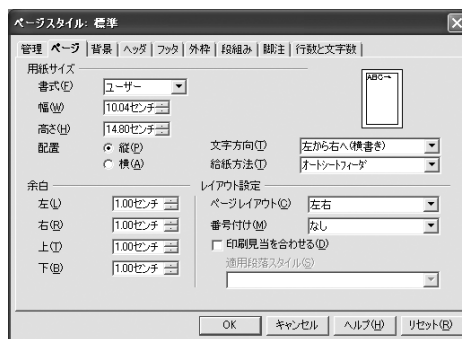 ページスタイル: 標準
管理 ページ 背景 ヘッダ フッタ 外枠 段組み 脚注 行数と文字数
用紙サイズ
書式(F) ユーザー
幅(W) 10.04センチ
高さ(H) 14.80センチ
配置 縦(P)
横(A)
ABC
文字方向(T) 左から右へ(横書き)
給紙方法(T) オートシートフィーダ
余白
左(L) 1.00センチ
右(R) 1.00センチ
上(T) 1.00センチ
下(B) 1.00センチ
レイアウト設定
ページレイアウト(C) 左右
番号付け(M) なし
印刷見当を合わせる(D)
適用段落スタイル(S)
OK キャンセル ヘルプ(H) リセット(R)